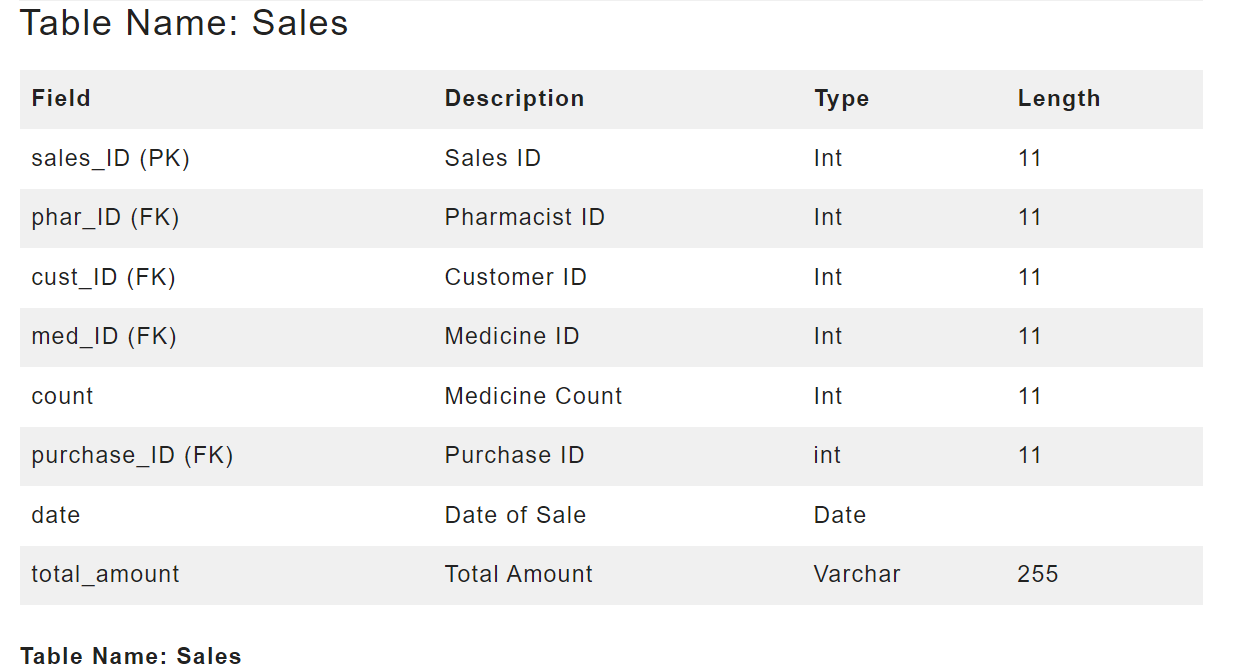 Table Name: Sales
Field Description Type Length
sales_ID (PK) Sales ID Int 11
phar_ID (FK) Pharmacist ID Int 11
cust_ID (FK) Customer ID Int 11
med_ID (FK) Medicine ID Int 11
count Medicine Count Int 11
purchase_ID (FK) Purchase ID int 11
date Date of Sale Date
total_amount Total Amount Varchar 255
Table Name: Sales